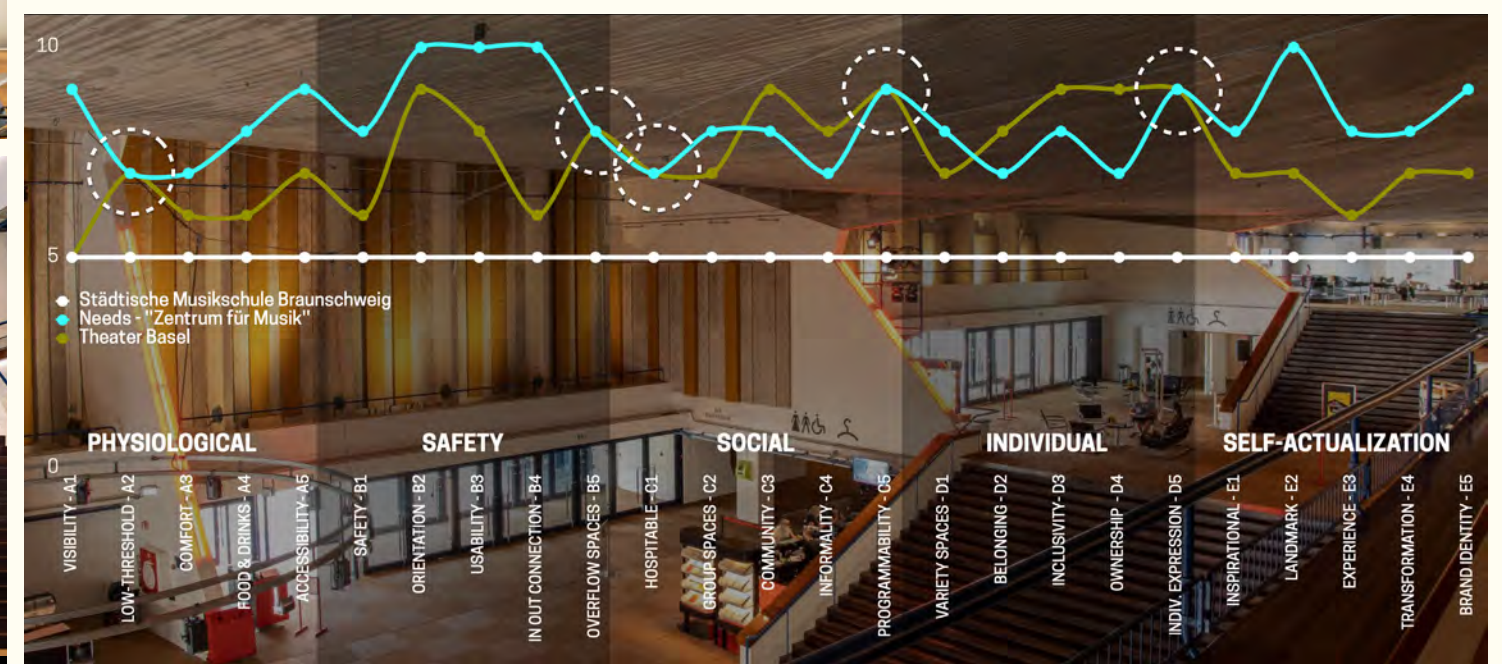 10
5
Städtische Musikschule Braunschweig
Needs - "Zentrum für Musik"
Theater Basel
PHYSIOLOGICAL
SAFETY
SOCIAL
INDIVIDUAL
SELF-ACTUALIZATION
0
VISIBILITY - A1
LOW-THRESHOLD - A2
COMFORT - A3
FOOD & DRINKS - A4
ACCESSIBILITY - A5
SAFETY - B1
ORIENTATION - B2
USABILITY - B3
IN OUT CONNECTION - B4
OVERFLOW SPACES - B5
HOSPITABLE - C1
GROUP SPACES - C2
COMMUNITY - C3
INFORMALITY - C4
PROGRAMMABILITY - C5
VARIETY SPACES - D1
BELONGING - D2
INCLUSIVITY - D3
OWNERSHIP - D4
INDIV. EXPRESSION - D5
INSPIRATIONAL - E1
LANDMARK - E2
EXPERIENCE - E3
TRANSFORMATION - E4
BRAND IDENTITY - E5